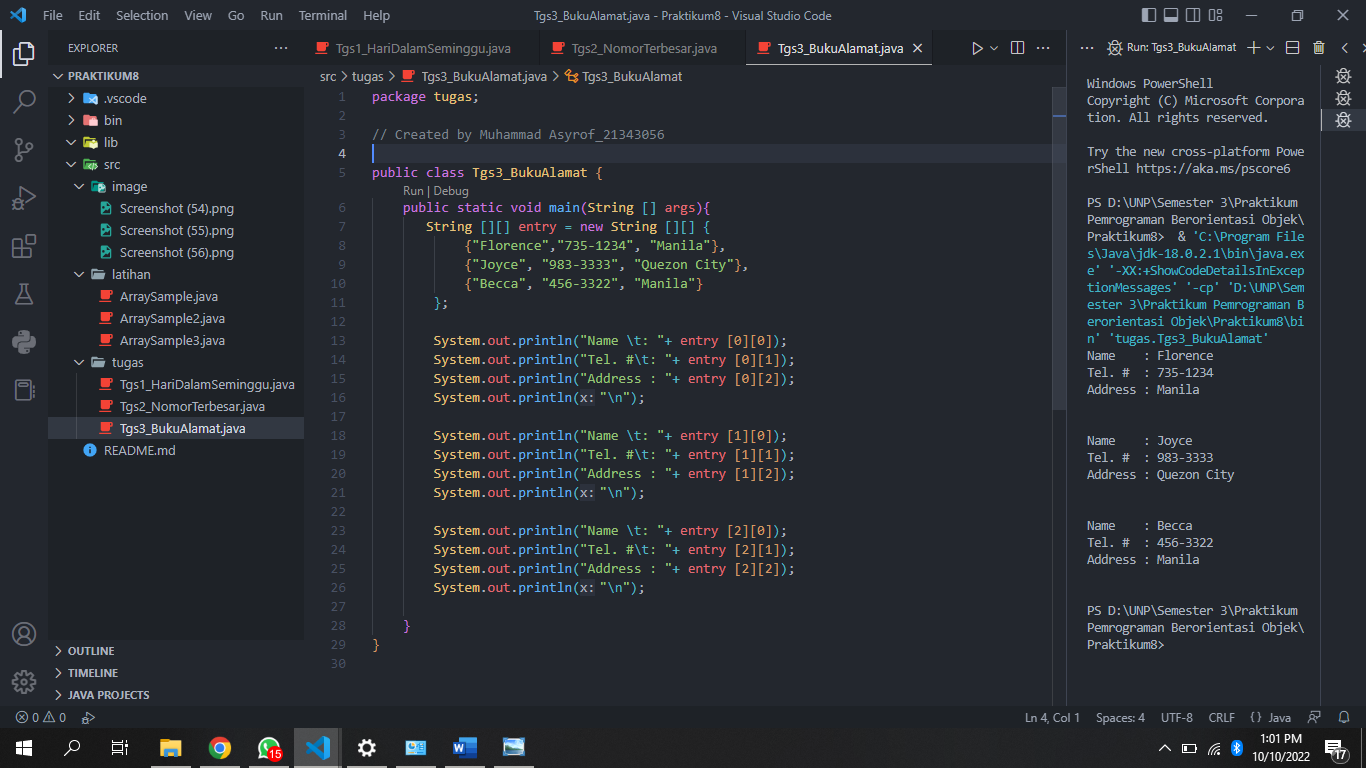 File Edit Selection View Go Run Terminal Help
Tgs3_BukuAlamat.java - Praktikum8 - Visual Studio Code
EXPLORER
PRAKTIKUM8
.vscode
bin
lib
src
image
Screenshot (54).png
Screenshot (55).png
Screenshot (56).png
latihan
ArraySample.java
ArraySample2.java
ArraySample3.java
tugas
Tgs1_HariDalamSeminggu.java
Tgs2_NomorTerbesar.java
Tgs3_BukuAlamat.java
README.md
OUTLINE
TIMELINE
JAVA PROJECTS
Tgs1_HariDalamSeminggu.java Tgs2_NomorTerbesar.java Tgs3_BukuAlamat.java
src > tugas > Tgs3_BukuAlamat.java > Tgs3_BukuAlamat
1 package tugas;
2
3 // Created by Muhammad Asyrof_21343056
4
5 public class Tgs3_BukuAlamat {
Run | Debug
6 public static void main(String [] args){
7 String [][] entry = new String [][] {
8 {"Florence","735-1234", "Manila"},
9 {"Joyce", "983-3333", "Quezon City"},
10 {"Becca", "456-3322", "Manila"}
11 };
12
13 System.out.println("Name \t: "+ entry [0][0]);
14 System.out.println("Tel. #\t: "+ entry [0][1]);
15 System.out.println("Address : "+ entry [0][2]);
16 System.out.println(x: "\n");
17
18 System.out.println("Name \t: "+ entry [1][0]);
19 System.out.println("Tel. #\t: "+ entry [1][1]);
20 System.out.println("Address : "+ entry [1][2]);
21 System.out.println(x: "\n");
22
23 System.out.println("Name \t: "+ entry [2][0]);
24 System.out.println("Tel. #\t: "+ entry [2][1]);
25 System.out.println("Address : "+ entry [2][2]);
26 System.out.println(x: "\n");
27
28 }
29 }
30
Run: Tgs3_BukuAlamat
Windows PowerShell
Copyright (C) Microsoft Corpora
tion. All rights reserved.
Try the new cross-platform Powe
rShell https://aka.ms/pscore6
PS D:\UNP\Semester 3\Praktikum
Pemrograman Berorientasi Objek\
Praktikum8> & 'C:\Program File
s\Java\jdk-18.0.2.1\bin\java.ex
e' '-XX:+ShowCodeDetailsInExcep
tionMessages' '-cp' 'D:\UNP\Sem
ester 3\Praktikum Pemrograman B
erorientasi Objek\Praktikum8\bi
n' 'tugas.Tgs3_BukuAlamat'
Name : Florence
Tel. # : 735-1234
Address : Manila
Name : Joyce
Tel. # : 983-3333
Address : Quezon City
Name : Becca
Tel. # : 456-3322
Address : Manila
PS D:\UNP\Semester 3\Praktikum
Pemrograman Berorientasi Objek\
Praktikum8>
0 0
Ln 4, Col 1 Spaces: 4 UTF-8 CRLF {} Java
15
1:01 PM
10/10/2022
17